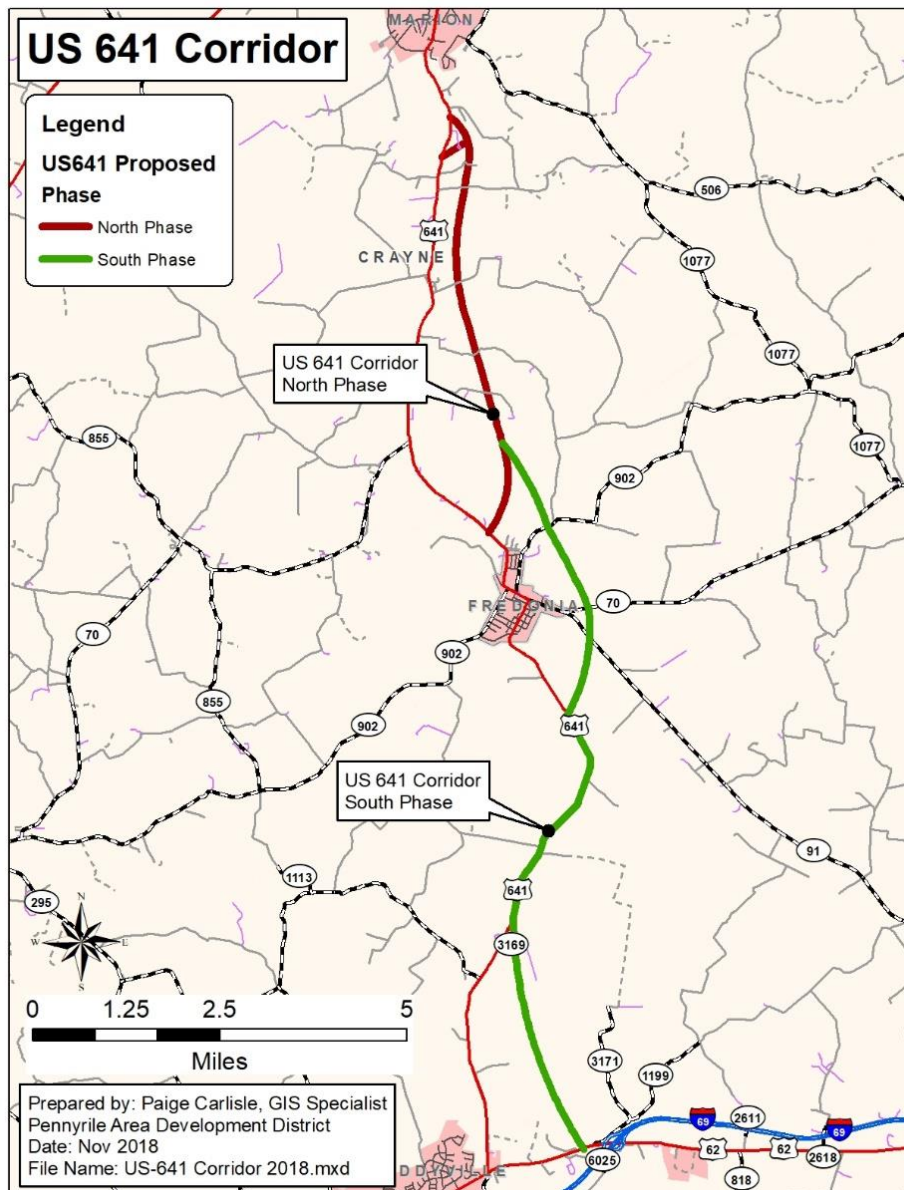 US 641 Corridor
MARION
Legend
US641 Proposed
Phase
North Phase
South Phase
506
641
1077
CRAYNE
1077
US 641 Corridor
North Phase
855
1077
902
FREDONIA
70
70
902
855
902
641
US 641 Corridor
South Phase
91
1113
641
295
N
W
E
S
3169
0
1.25
2.5
5
Miles
3171
1199
2611
69
69
62
62
2618
6025
818
Prepared by: Paige Carlisle, GIS Specialist
Pennyrile Area Development District
Date: Nov 2018
File Name: US-641 Corridor 2018.mxd
DDYVILLE